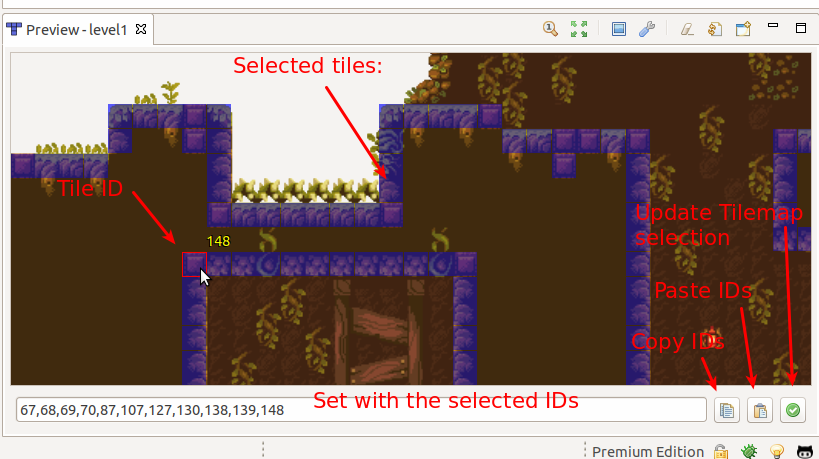 Preview - level1
Selected tiles:
Tile ID
148
Update Tilemap
selection
Paste IDs
Copy IDs
67,68,69,70,87,107,127,130,138,139,148
Set with the selected IDs
Premium Edition